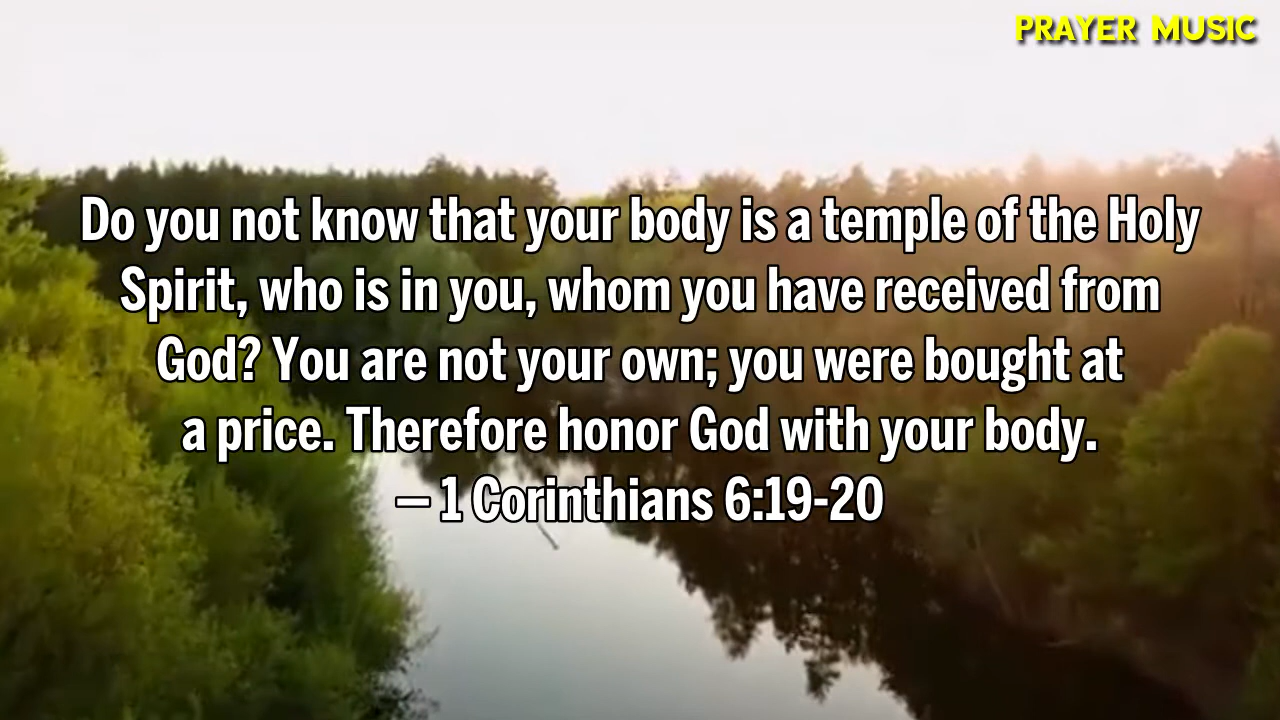 PRAYER MUSIC
Do you not know that your body is a temple of the Holy
Spirit, who is in you, whom you have received from
God? You are not your own; you were bought at
a price. Therefore honor God with your body.
– 1 Corinthians 6:19-20